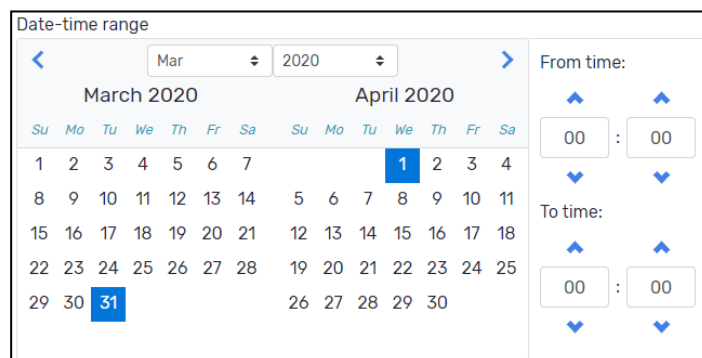 Date-time range
Mar 2020 From time:
March 2020 April 2020
Su Mo Tu We Th Fr Sa Su Mo Tu We Th Fr Sa
00 : 00
1 2 3 4 5 6 7 1 2 3 4
8 9 10 11 12 13 14 5 6 7 8 9 10 11
To time:
15 16 17 18 19 20 21 12 13 14 15 16 17 18
22 23 24 25 26 27 28 19 20 21 22 23 24 25
00 : 00
29 30 31 26 27 28 29 30